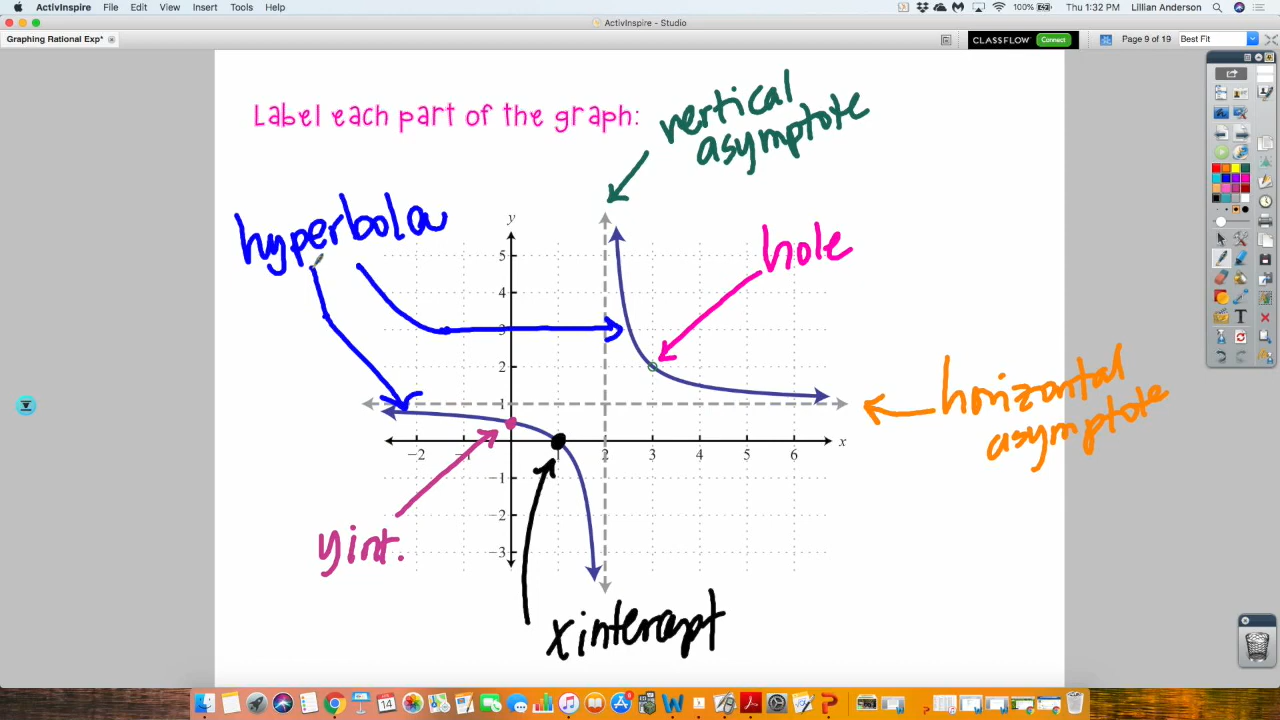 ActivInspire File Edit View Insert Tools Help 100% Thu 1:32 PM Lillian Anderson
ActivInspire - Studio
Graphing Rational Exp* CLASSFLOW Connect Page 9 of 19 Best Fit
Label each part of the graph:
vertical
asymptote
hyperbola
hole
horizontal
asymptote
y int.
x intercept
y
5
4
3
2
1
−2 −1 1 2 3 4 5 6 x
−1
−2
−3